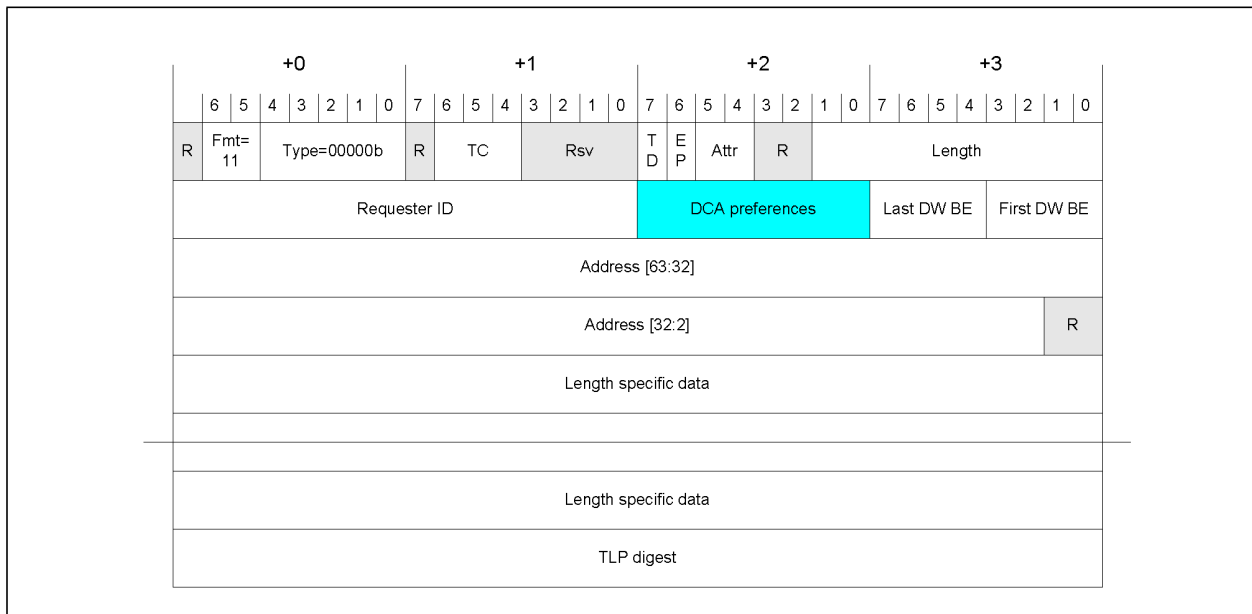 +0 +1 +2 +3
6 5 4 3 2 1 0 7 6 5 4 3 2 1 0 7 6 5 4 3 2 1 0 7 6 5 4 3 2 1 0
R Fmt= 11 Type=00000b R TC Rsv T D E P Attr R Length
Requester ID DCA preferences Last DW BE First DW BE
Address [63:32]
Address [32:2] R
Length specific data
Length specific data
TLP digest